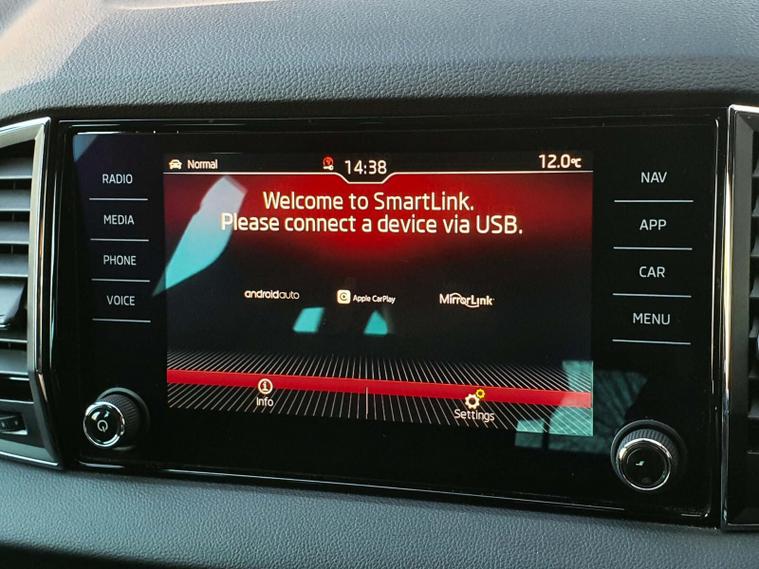 Normal
14:38
12.0°C
RADIO
MEDIA
PHONE
VOICE
Welcome to SmartLink.
Please connect a device via USB.
androidauto
Apple CarPlay
MirrorLink
Info
Settings
NAV
APP
CAR
MENU